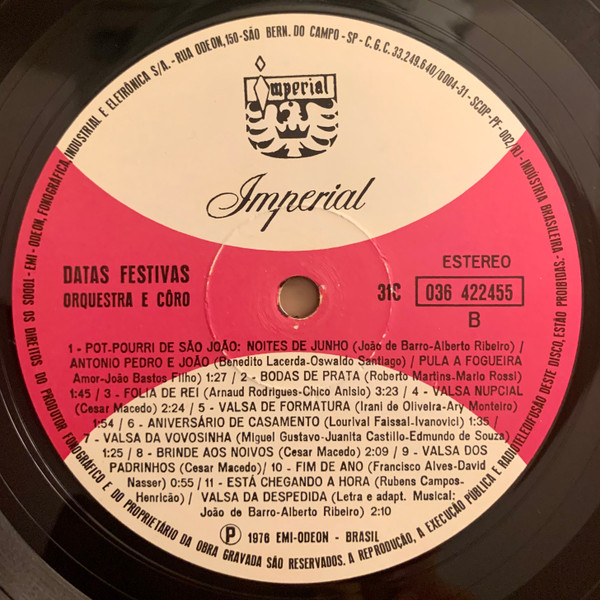 TODOS OS DIREITOS DO PRODUTOR FONOGRÁFICO E DO PROPRIETÁRIO DA OBRA GRAVADA SÃO RESERVADOS. A REPRODUÇÃO, A EXECUÇÃO PÚBLICA E RADIOTELEDIFUSÃO DESTE DISCO, ESTÃO PROIBIDAS.
EMI - ODEON, FONOGRÁFICA, INDUSTRIAL E ELETRÔNICA S/A. - RUA ODEON, 150 - SÃO BERN. DO CAMPO - SP - C.G.C. 33.249.640/0004-31 - SCDP-PF-002/RJ - INDÚSTRIA BRASILEIRA
Imperial
Imperial
DATAS FESTIVAS
ORQUESTRA E CÔRO
ESTEREO
31C 036 422455
B
1 - POT-POURRI DE SÃO JOÃO: NOITES DE JUNHO (João de Barro-Alberto Ribeiro) /
ANTONIO PEDRO E JOÃO (Benedito Lacerda-Oswaldo Santiago) / PULA A FOGUEIRA
Amor-João Bastos Filho) 1:27 / 2 - BODAS DE PRATA (Roberto Martins-Mario Rossi)
1:45 / 3 - FOLIA DE REI (Arnaud Rodrigues-Chico Anisio) 3:23 / 4 - VALSA NUPCIAL
(Cesar Macedo) 2:24 / 5 - VALSA DE FORMATURA (Irani de Oliveira-Ary Monteiro)
1:54 / 6 - ANIVERSÁRIO DE CASAMENTO (Lourival Faissal-Ivanovici) 1:35 /
7 - VALSA DA VOVOSINHA (Miguel Gustavo-Juanita Castillo-Edmundo de Souza)
1:25 / 8 - BRINDE AOS NOIVOS (Cesar Macedo) 2:09 / 9 - VALSA DOS
PADRINHOS (Cesar Macedo) / 10 - FIM DE ANO (Francisco Alves-David
Nasser) 0:55 / 11 - ESTÁ CHEGANDO A HORA (Rubens Campos-
Henricão) / VALSA DA DESPEDIDA (Letra e adapt. Musical:
João de Barro-Alberto Ribeiro) 2:10
Ⓟ 1976 EMI-ODEON - BRASIL